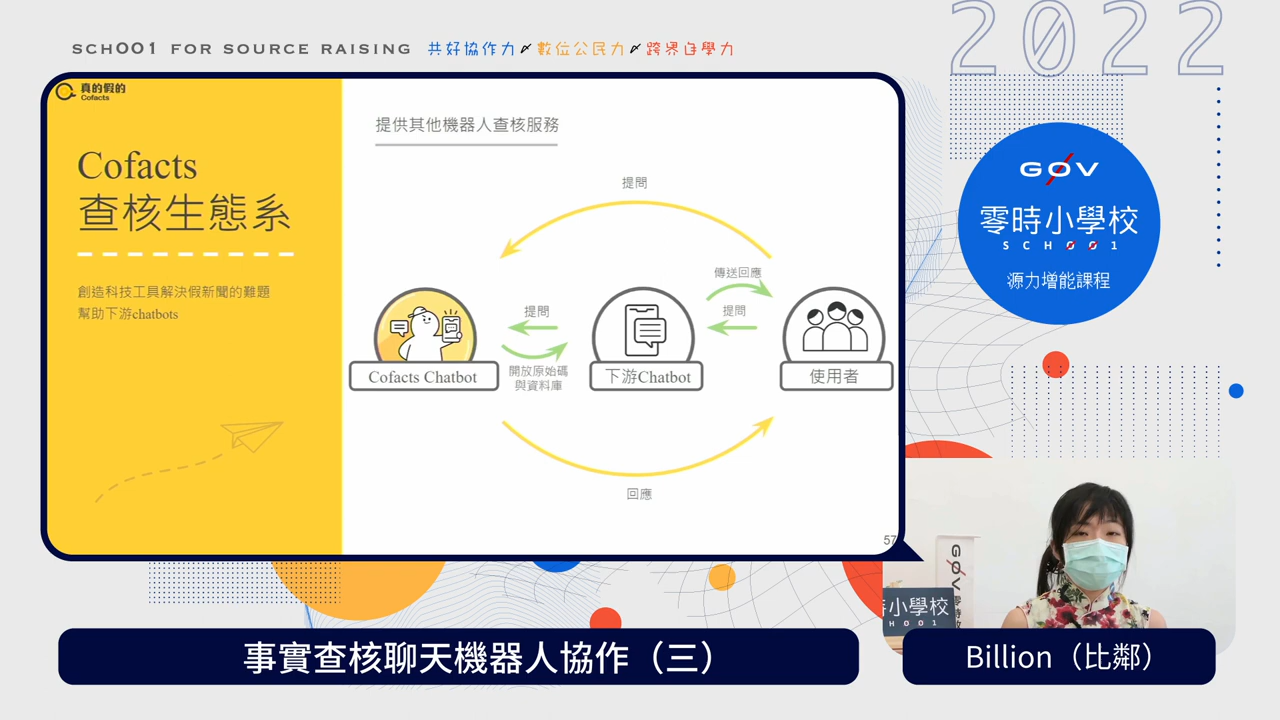 SCH001 FOR SOURCE RAISING 共好協作力 數位公民力 跨界自學力
2022
真的假的
Cofacts
Cofacts
查核生態系
創造科技工具解決假新聞的難題
幫助下游chatbots
提供其他機器人查核服務
提問
傳送回應
提問
提問
開放原始碼
與資料庫
Cofacts Chatbot
下游Chatbot
使用者
回應
57
G0V
零時小學校
SCH001
源力增能課程
G0V
小學校
H001
事實查核聊天機器人協作（三）
Billion（比鄰）